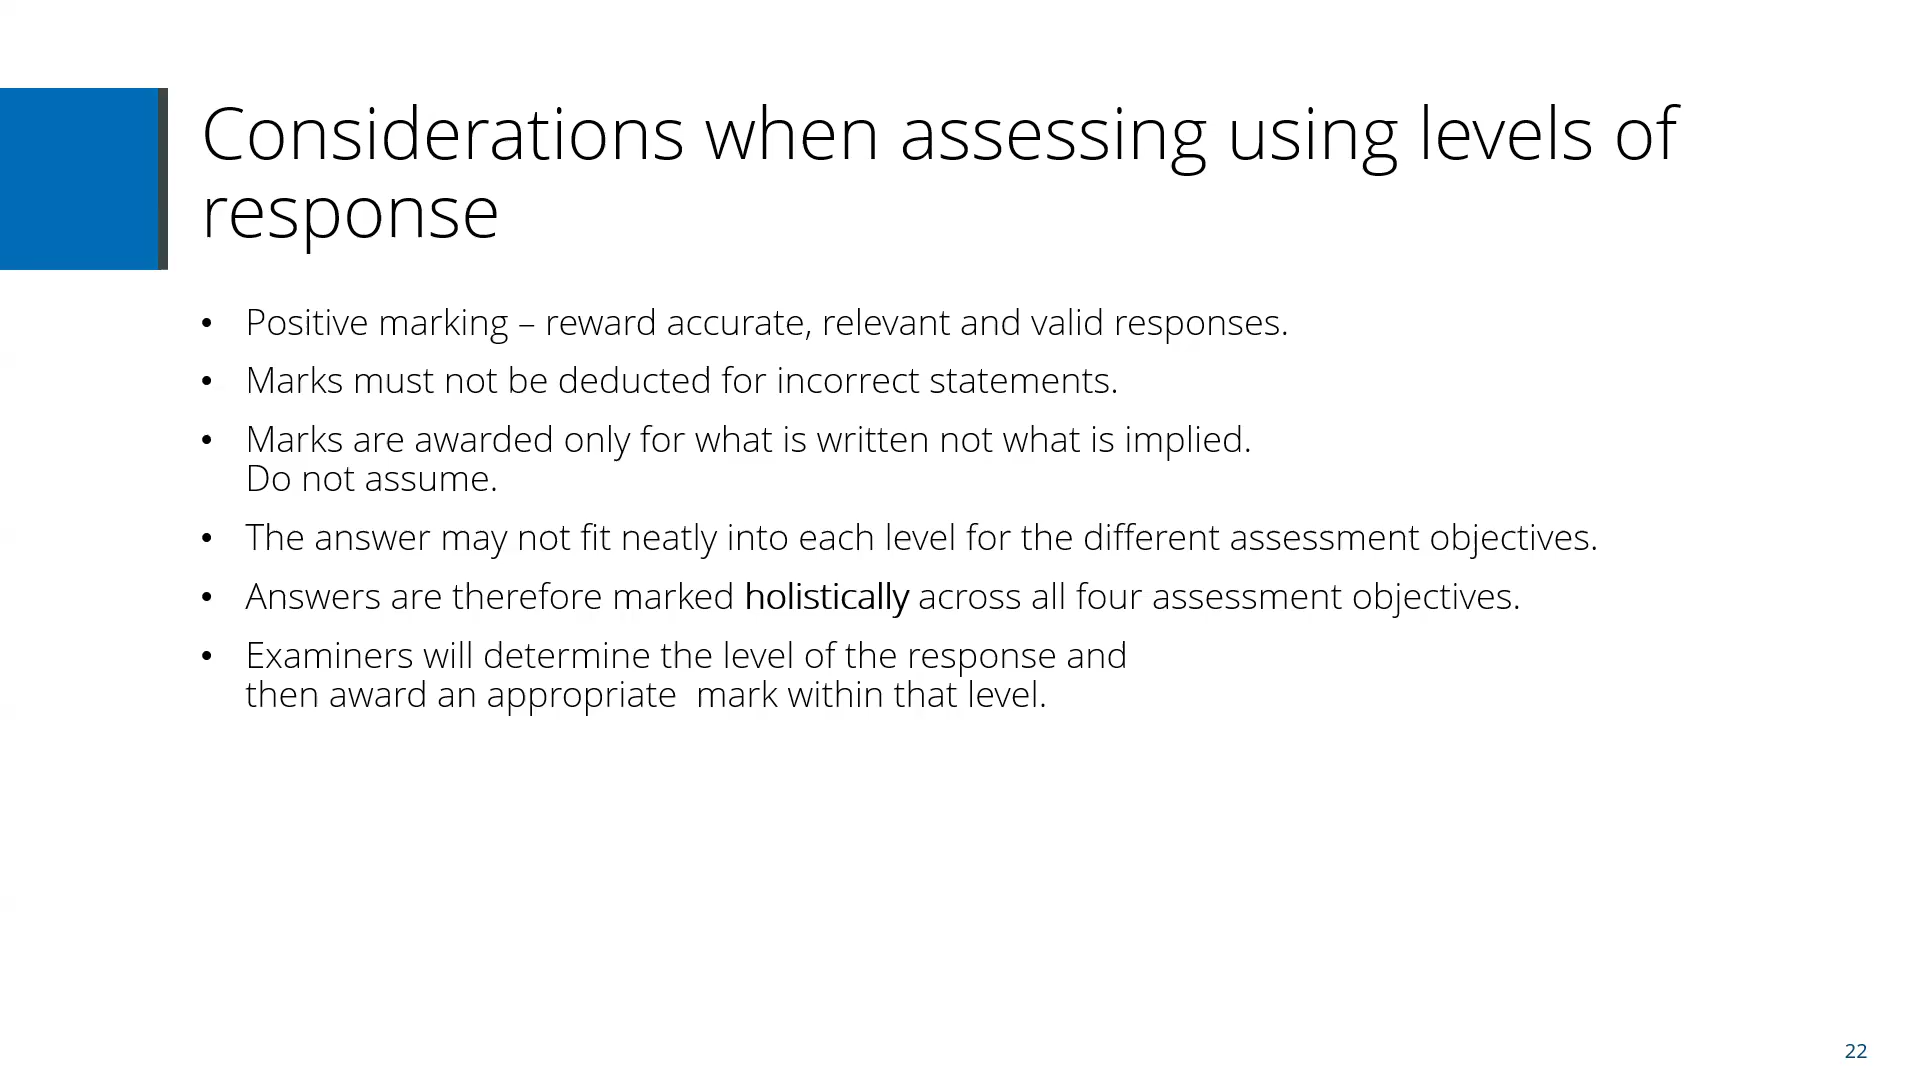 Considerations when assessing using levels of
response
• Positive marking – reward accurate, relevant and valid responses.
• Marks must not be deducted for incorrect statements.
• Marks are awarded only for what is written not what is implied.
Do not assume.
• The answer may not fit neatly into each level for the different assessment objectives.
• Answers are therefore marked holistically across all four assessment objectives.
• Examiners will determine the level of the response and
then award an appropriate  mark within that level.
22